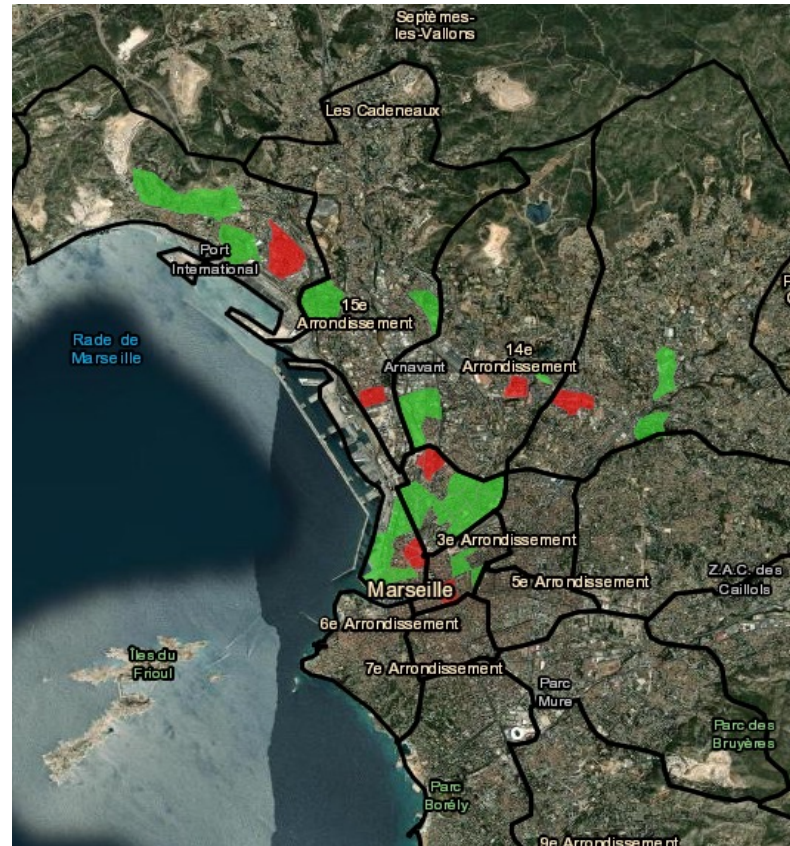 Septèmes-
les-Vallons
Les Cadeneaux
Port
International
15e
Arrondissement
Rade de
Marseille
14e
Arrondissement
Arnavant
3e Arrondissement
Z.A.C. des
Caillols
5e Arrondissement
Marseille
6e Arrondissement
Îles du
Frioul
7e Arrondissement
Parc
Mure
Parc des
Bruyères
Parc
Borély
9e Arrondissement